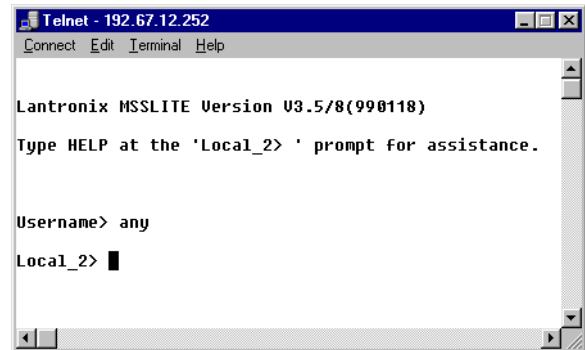 Telnet - 192.67.12.252
Connect Edit Terminal Help
Lantronix MSSLITE Version V3.5/8(990118)
Type HELP at the 'Local_2> ' prompt for assistance.
Username> any
Local_2>